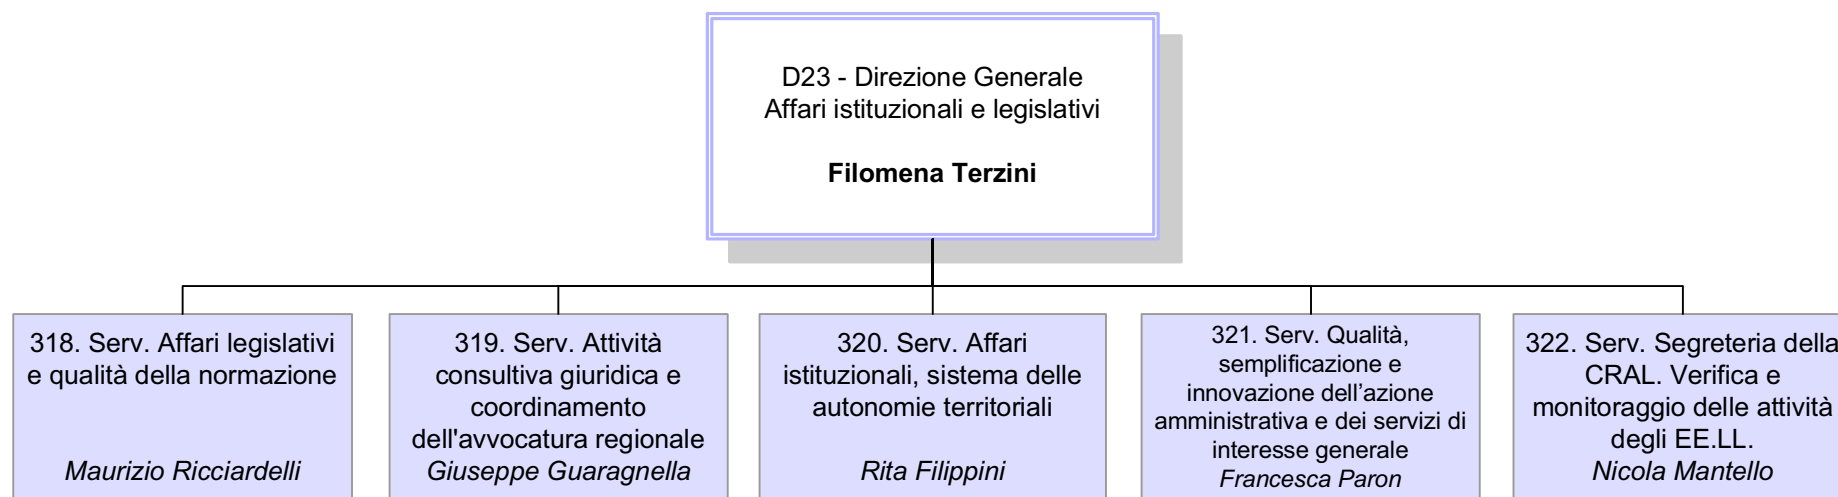 D23 - Direzione Generale
Affari istituzionali e legislativi
Filomena Terzini
318. Serv. Affari legislativi
e qualità della normazione
Maurizio Ricciardelli
319. Serv. Attività
consultiva giuridica e
coordinamento
dell'avvocatura regionale
Giuseppe Guaragnella
320. Serv. Affari
istituzionali, sistema delle
autonomie territoriali
Rita Filippini
321. Serv. Qualità,
semplificazione e
innovazione dell’azione
amministrativa e dei servizi di
interesse generale
Francesca Paron
322. Serv. Segreteria della
CRAL. Verifica e
monitoraggio delle attività
degli EE.LL.
Nicola Mantello